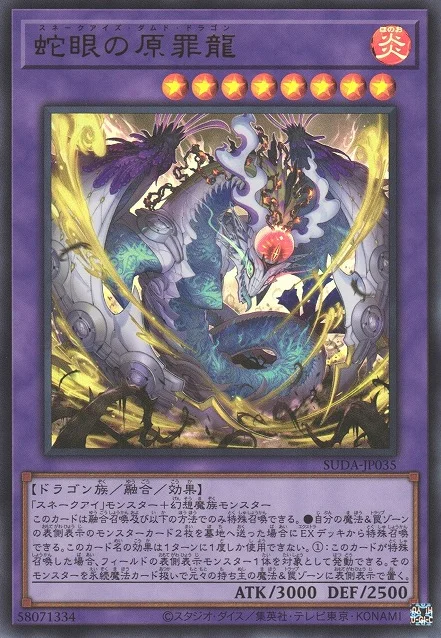 スネークアイズ・ダムド・ドラゴン
蛇眼の原罪龍
ほのお
炎
SUDA-JP035
【ドラゴン族／融合／効果】
「スネークアイ」モンスター＋幻想魔族モンスター
このカードは融合召喚及び以下の方法でのみ特殊召喚できる。●自分の魔法＆罠ゾーン
の表側表示のモンスターカード２枚を墓地へ送った場合にEXデッキから特殊召
喚できる。このカード名の効果は１ターンに１度しか使用できない。①：このカードが特殊
召喚した場合、フィールドの表側表示モンスター１体を対象として発動できる。その
モンスターを永続魔法カード扱いで元々の持ち主の魔法＆罠ゾーンに表側表示で置く。
ATK/3000 DEF/2500
58071334
©スタジオ・ダイス/集英社・テレビ東京・KONAMI